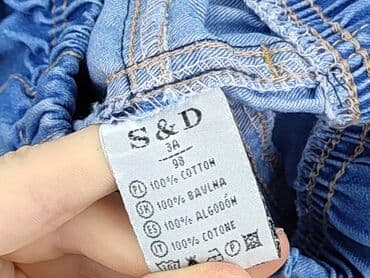 S & D
3A
98
PL 100% COTTON
SK 100% BAVLNA
ES 100% ALGODÓN
IT 100% COTONE
P